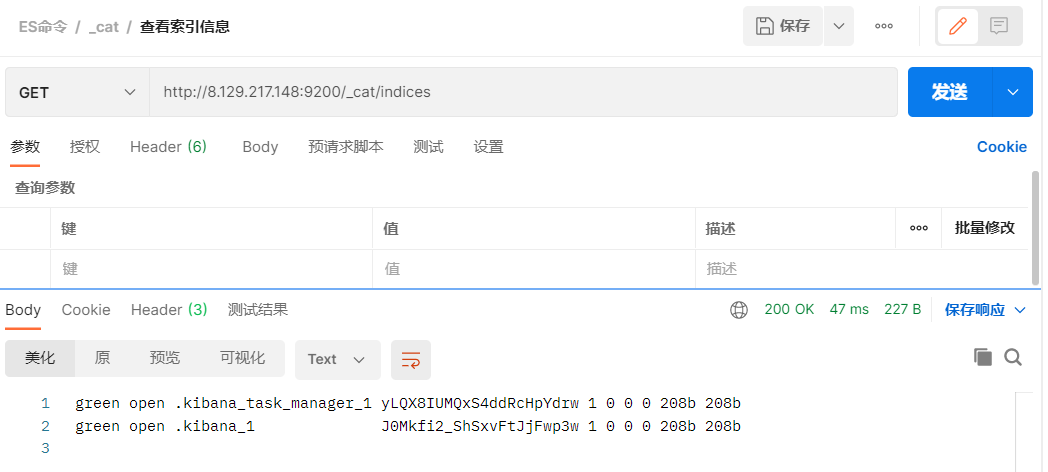 ES命令 / _cat / 查看索引信息 保存 ooo
GET http://8.129.217.148:9200/_cat/indices 发送
参数 授权 Header (6) Body 预请求脚本 测试 设置 Cookie
查询参数
键 值 描述 ooo 批量修改
键 值 描述
Body Cookie Header (3) 测试结果 200 OK 47 ms 227 B 保存响应
美化 原 预览 可视化 Text
1 green open .kibana_task_manager_1 yLQX8IUMQxS4ddRcHpYdrw 1 0 0 0 208b 208b
2 green open .kibana_1 J0Mkfi2_ShSxvFtJjFwp3w 1 0 0 0 208b 208b
3